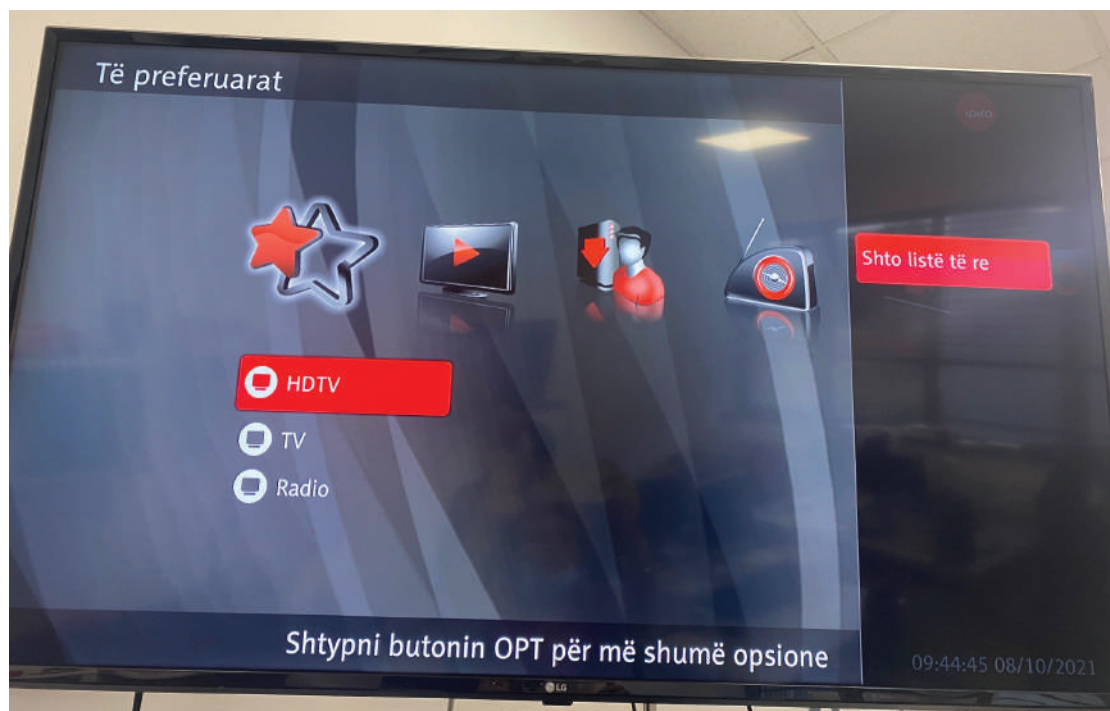 Të preferuarat
Shto listë të re
HDTV
TV
Radio
Shtypni butonin OPT për më shumë opsione
09:44:45 08/10/2021
LG